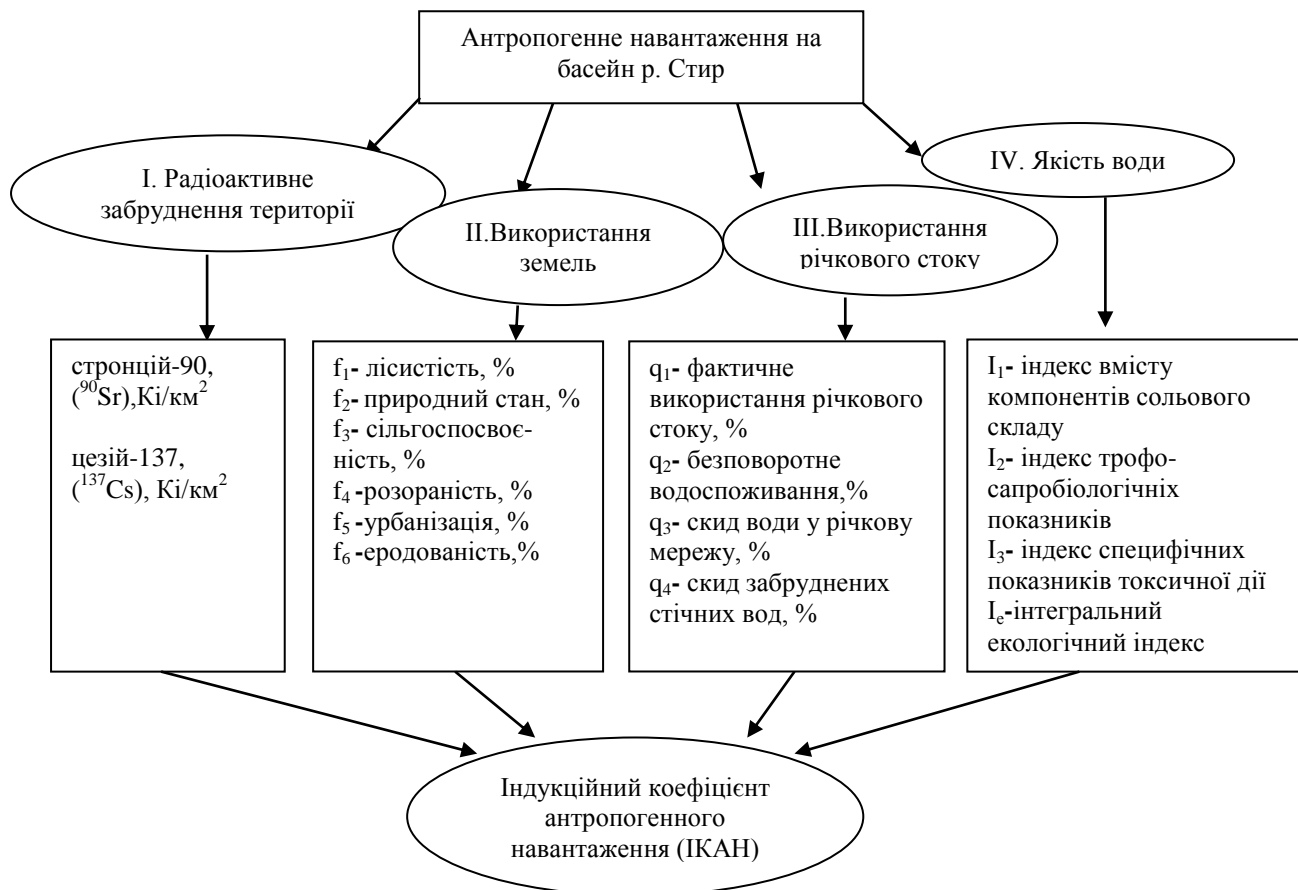 Антропогенне навантаження на
басейн р. Стир
І. Радіоактивне
забруднення території
ІІ.Використання
земель
ІІІ.Використання
річкового стоку
IV. Якість води
стронцій-90,
(⁹⁰Sr),Кі/км²
цезій-137,
(¹³⁷Cs), Кі/км²
f₁- лісистість, %
f₂- природний стан, %
f₃- сільгоспосвоє-
ність, %
f₄ -розораність, %
f₅ -урбанізація, %
f₆ -еродованість,%
q₁- фактичне
використання річкового
стоку, %
q₂- безповоротне
водоспоживання,%
q₃- скид води у річкову
мережу, %
q₄- скид забруднених
стічних вод, %
I₁- індекс вмісту
компонентів сольового
складу
I₂- індекс трофо-
сапробіологічніх
показників
I₃- індекс специфічних
показників токсичної дії
Iₑ-інтегральний
екологічний індекс
Індукційний коефіцієнт
антропогенного
навантаження (ІКАН)